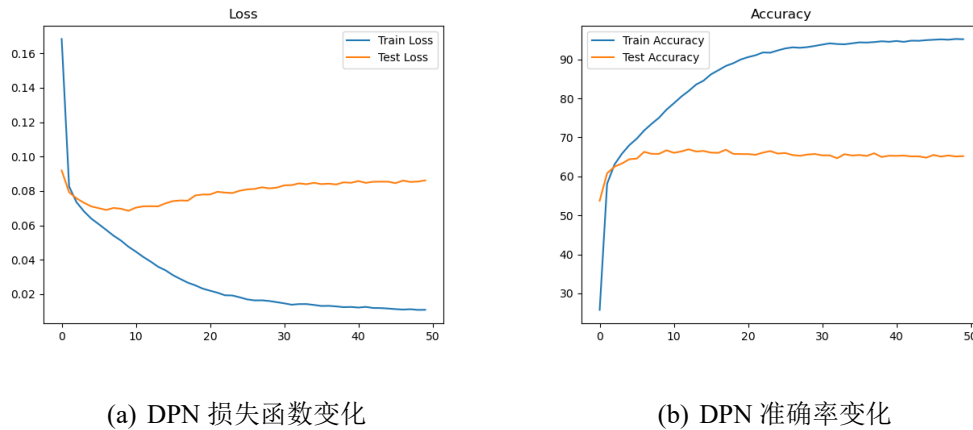 Loss
0.16
0.14
0.12
0.10
0.08
0.06
0.04
0.02
0 10 20 30 40 50
Train Loss
Test Loss
Accuracy
90
80
70
60
50
40
30
0 10 20 30 40 50
Train Accuracy
Test Accuracy
(a) DPN 损失函数变化
(b) DPN 准确率变化